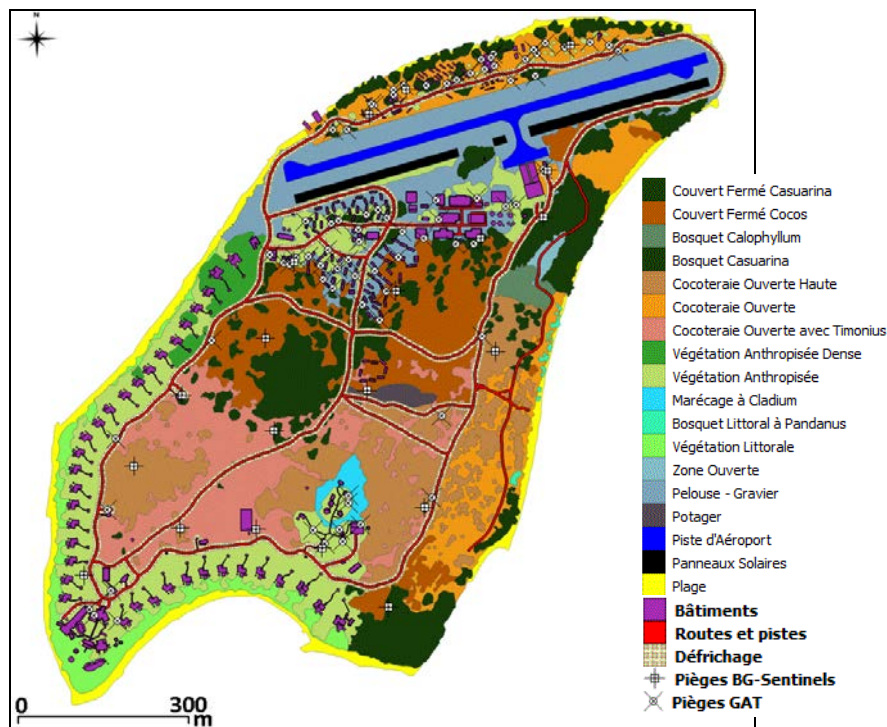 N
Couvert Fermé Casuarina
Couvert Fermé Cocos
Bosquet Calophyllum
Bosquet Casuarina
Cocoteraie Ouverte Haute
Cocoteraie Ouverte
Cocoteraie Ouverte avec Timonius
Végétation Anthropisée Dense
Végétation Anthropisée
Marécage à Cladium
Bosquet Littoral à Pandanus
Végétation Littorale
Zone Ouverte
Pelouse - Gravier
Potager
Piste d'Aéroport
Panneaux Solaires
Plage
Bâtiments
Routes et pistes
Défrichage
Pièges BG-Sentinels
Pièges GAT
0 300
m